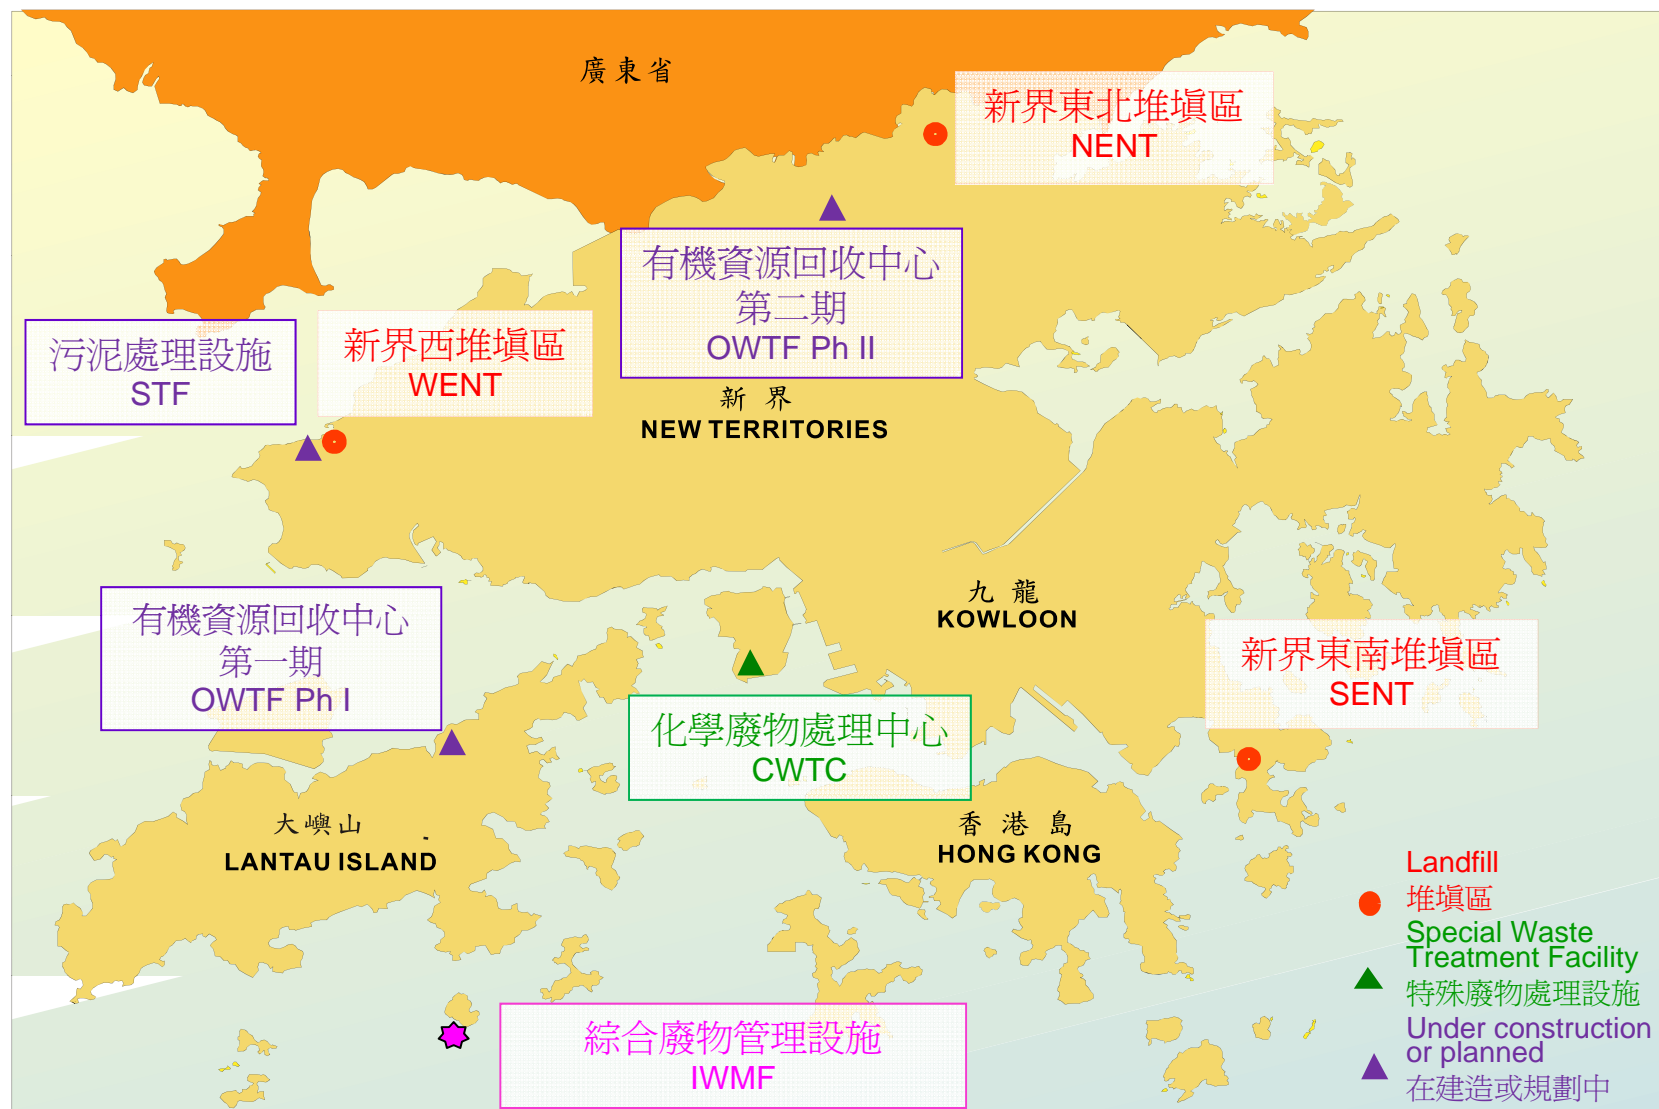 廣東省
新界東北堆填區
NENT
有機資源回收中心
第二期
OWTF Ph II
污泥處理設施
STF
新界西堆填區
WENT
新界
NEW TERRITORIES
九龍
KOWLOON
有機資源回收中心
第一期
OWTF Ph I
新界東南堆填區
SENT
化學廢物處理中心
CWTC
大嶼山
LANTAU ISLAND
香港島
HONG KONG
綜合廢物管理設施
IWMF
Landfill
堆填區
Special Waste
Treatment Facility
特殊廢物處理設施
Under construction
or planned
在建造或規劃中